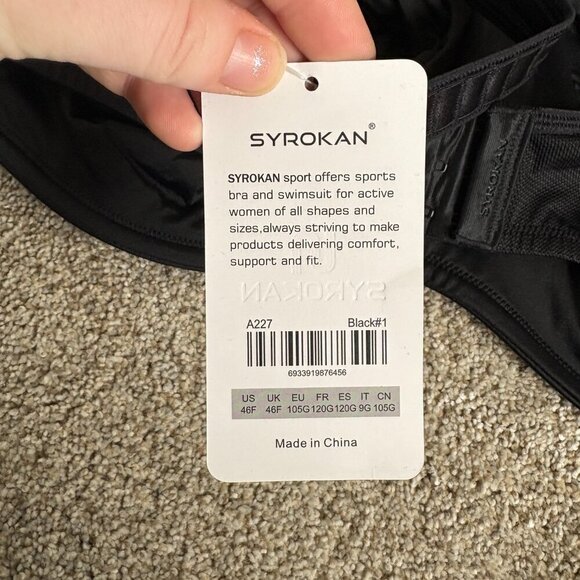 SYROKAN®
SYROKAN sport offers sports
bra and swimsuit for active
women of all shapes and
sizes,always striving to make
products delivering comfort,
support and fit.
SYROKAN
A227 Black#1
6933919876456
US UK EU FR ES IT CN
46F 46F 105G 120G 120G 9G 105G
Made in China
SYROKAN